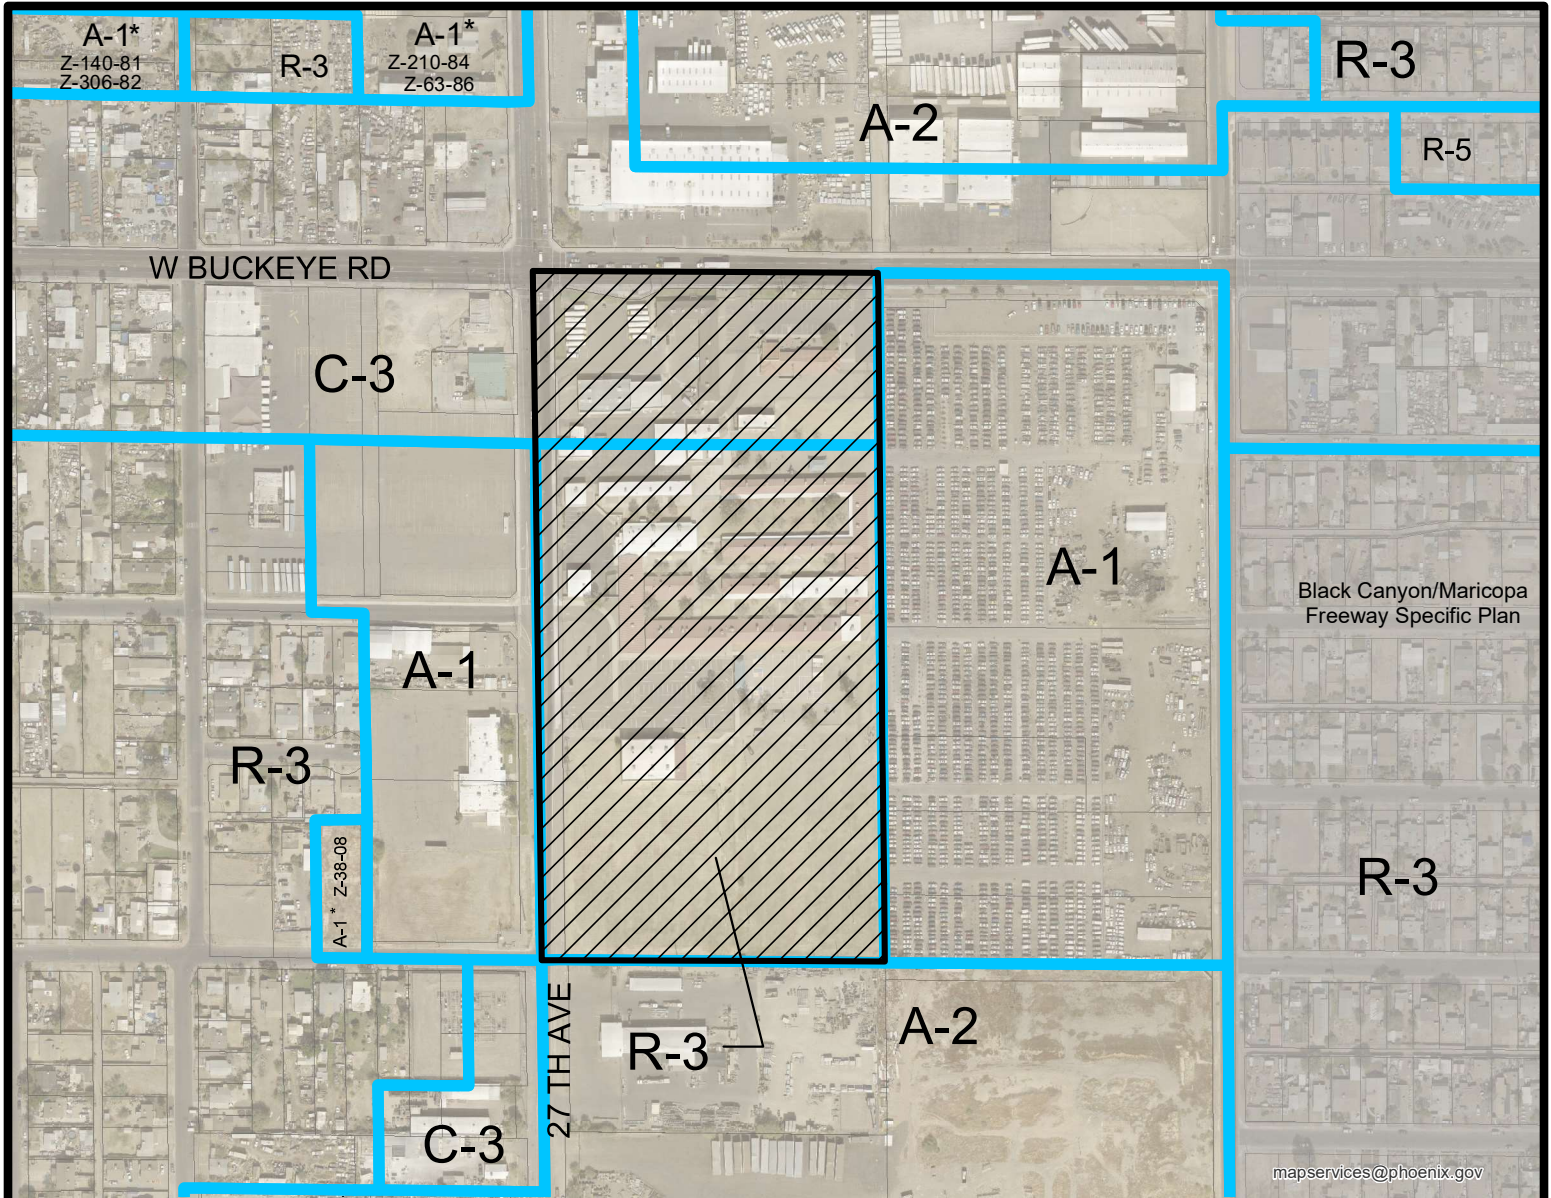 A-1*
Z-140-81
Z-306-82
R-3
A-1*
Z-210-84
Z-63-86
A-2
R-3
R-5
W BUCKEYE RD
C-3
A-1
A-1
Black Canyon/Maricopa
Freeway Specific Plan
R-3
A-1 * Z-38-08
R-3
27 TH AVE
R-3
A-2
C-3
mapservices@phoenix.gov